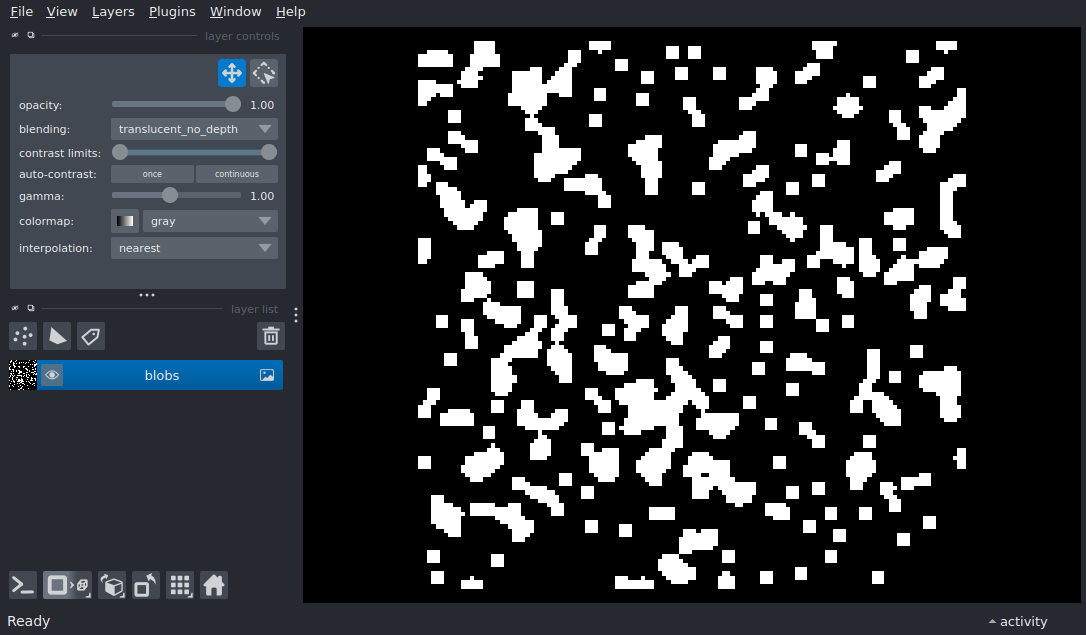 File View Layers Plugins Window Help
layer controls
opacity: 1.00
blending: translucent_no_depth
contrast limits:
auto-contrast: once continuous
gamma: 1.00
colormap: gray
interpolation: nearest
layer list
blobs
Ready activity